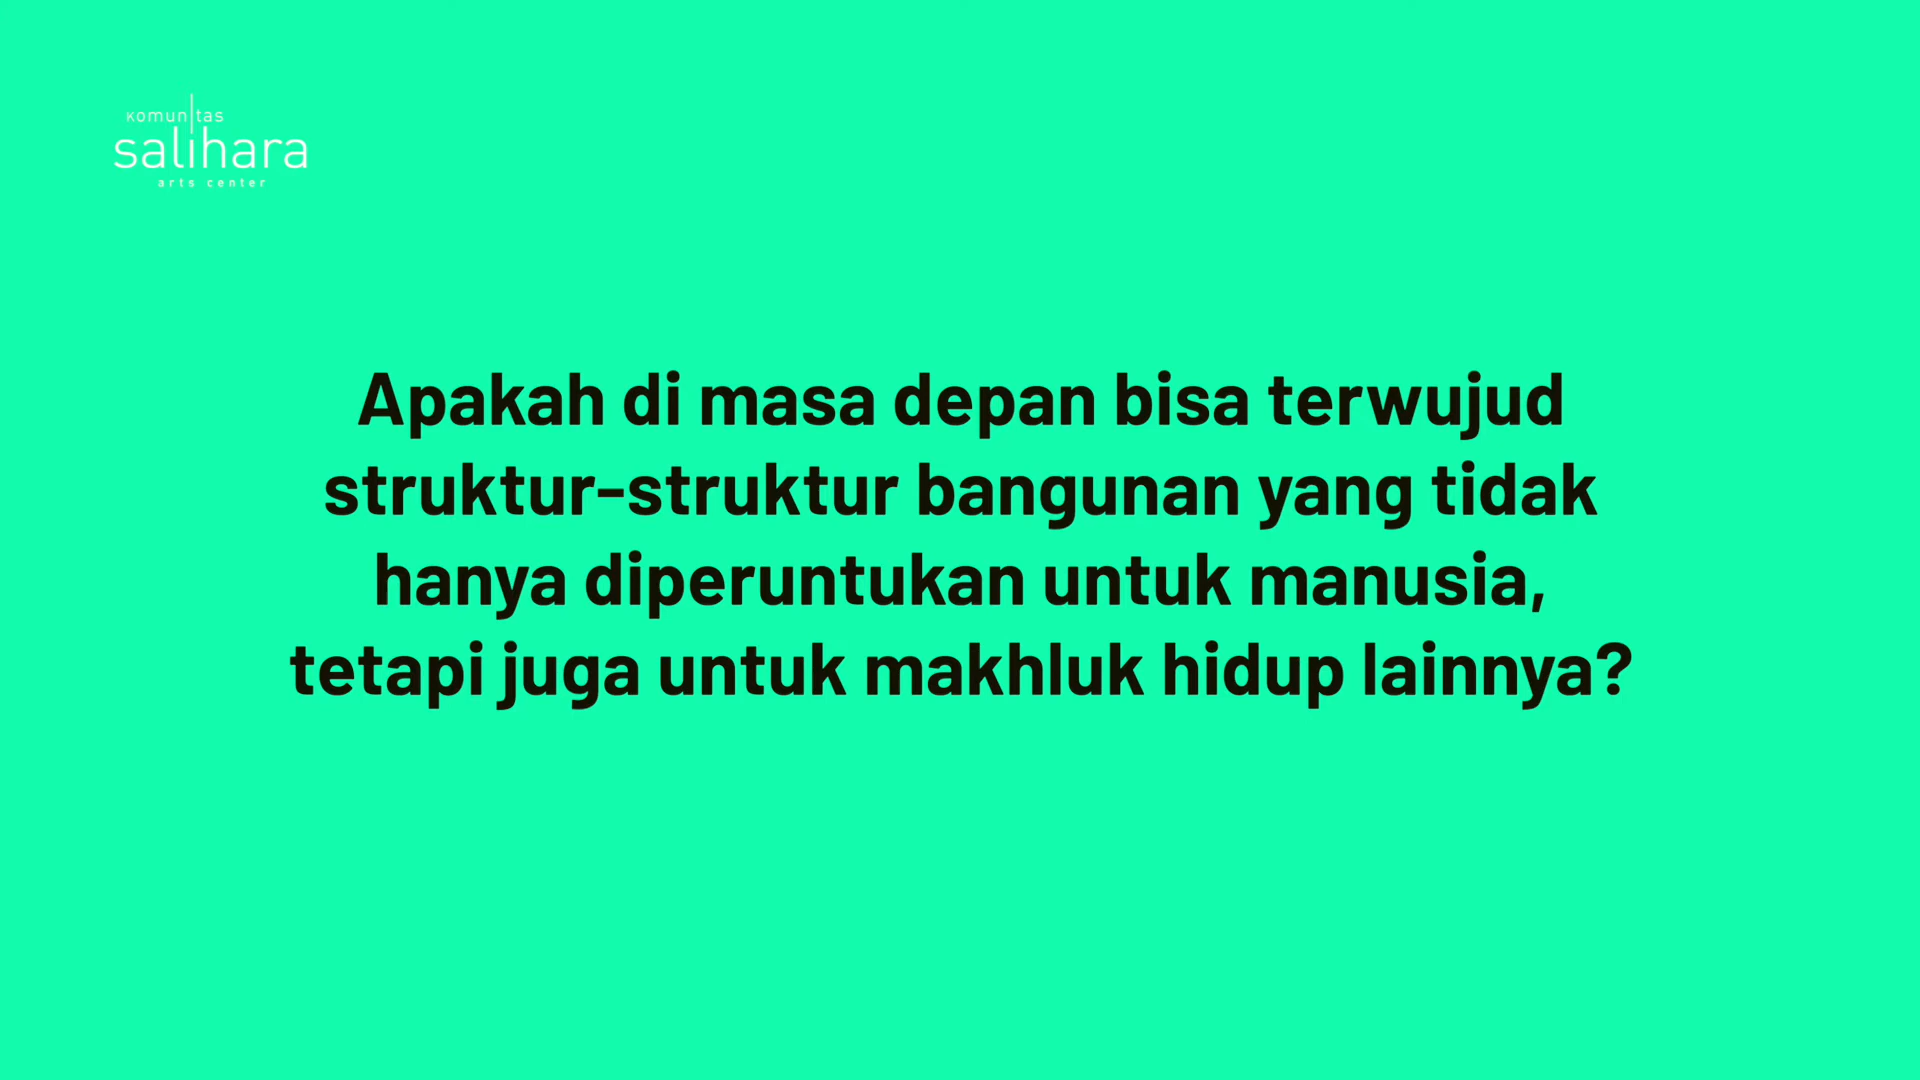 komunitas
salihara
arts center
Apakah di masa depan bisa terwujud
struktur-struktur bangunan yang tidak
hanya diperuntukan untuk manusia,
tetapi juga untuk makhluk hidup lainnya?